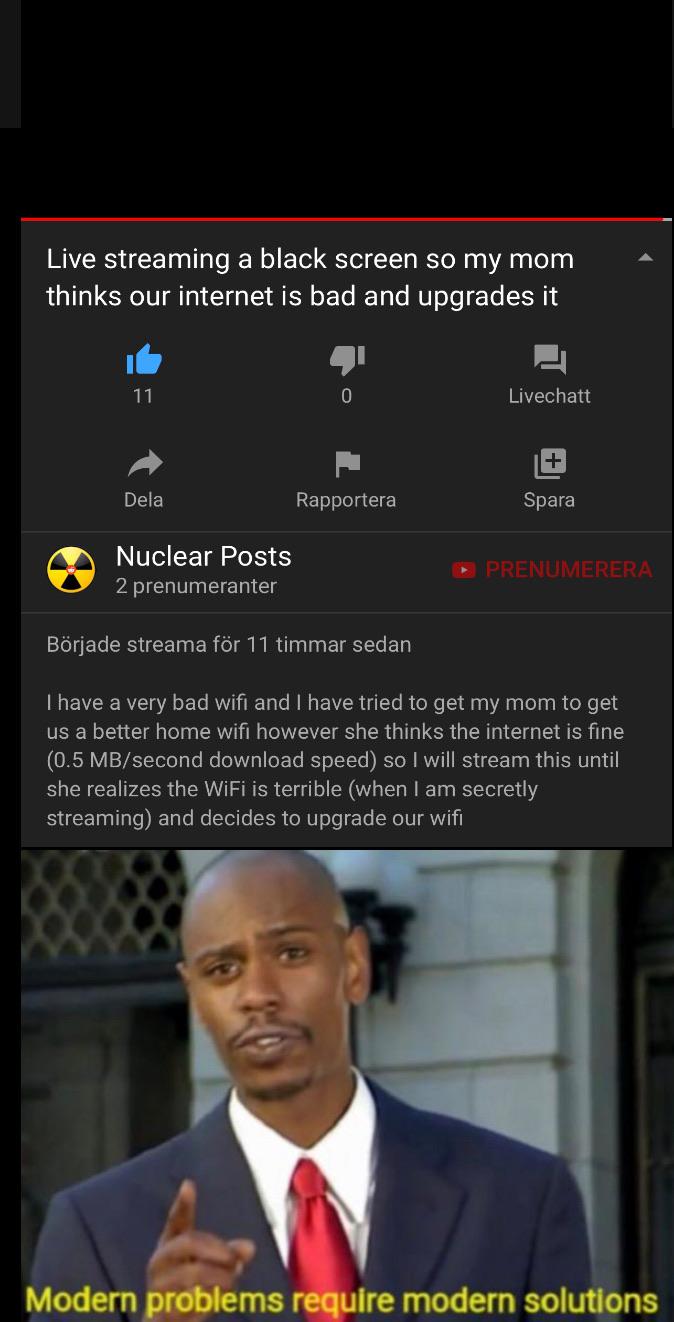 Live streaming a black screen so my mom
thinks our internet is bad and upgrades it
11
0
Livechatt
Dela
Rapportera
Spara
Nuclear Posts
2 prenumeranter
PRENUMERERA
Började streama för 11 timmar sedan
I have a very bad wifi and I have tried to get my mom to get
us a better home wifi however she thinks the internet is fine
(0.5 MB/second download speed) so I will stream this until
she realizes the WiFi is terrible (when I am secretly
streaming) and decides to upgrade our wifi
Modern problems require modern solutions